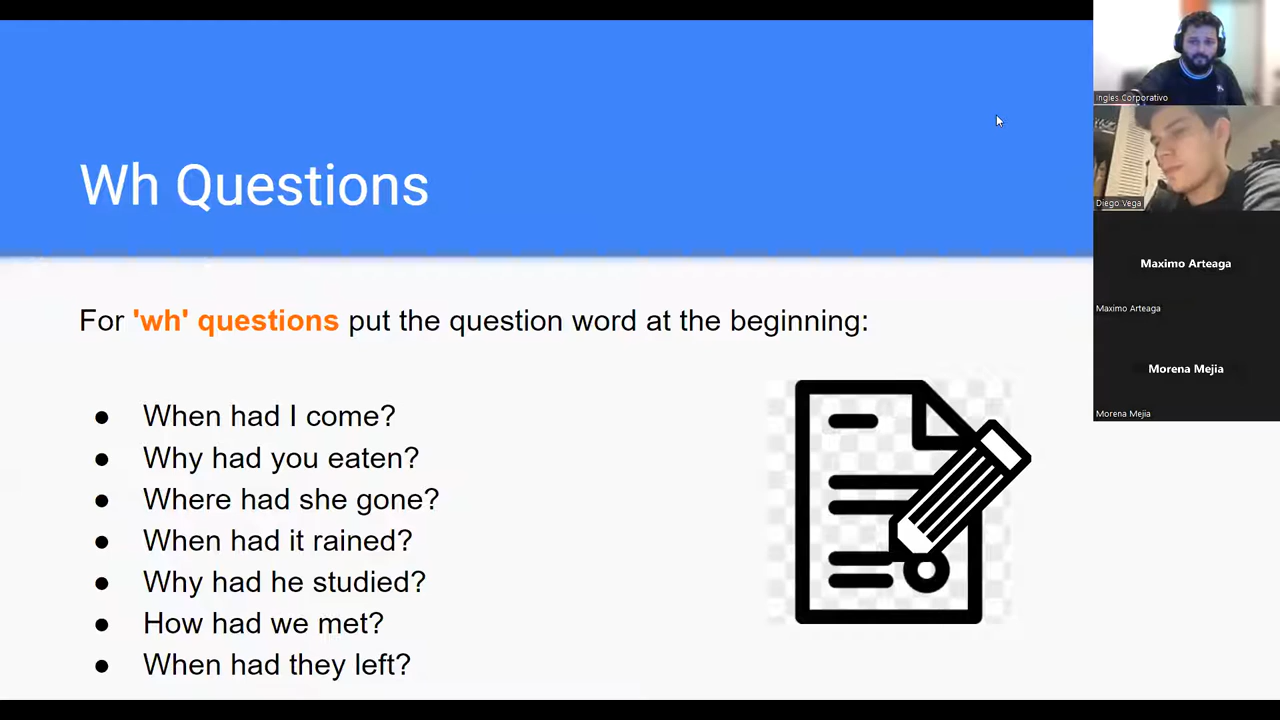 Wh Questions
For 'wh' questions put the question word at the beginning:
● When had I come?
● Why had you eaten?
● Where had she gone?
● When had it rained?
● Why had he studied?
● How had we met?
● When had they left?
Ingles Corporativo
Diego Vega
Maximo Arteaga
Maximo Arteaga
Morena Mejia
Morena Mejia